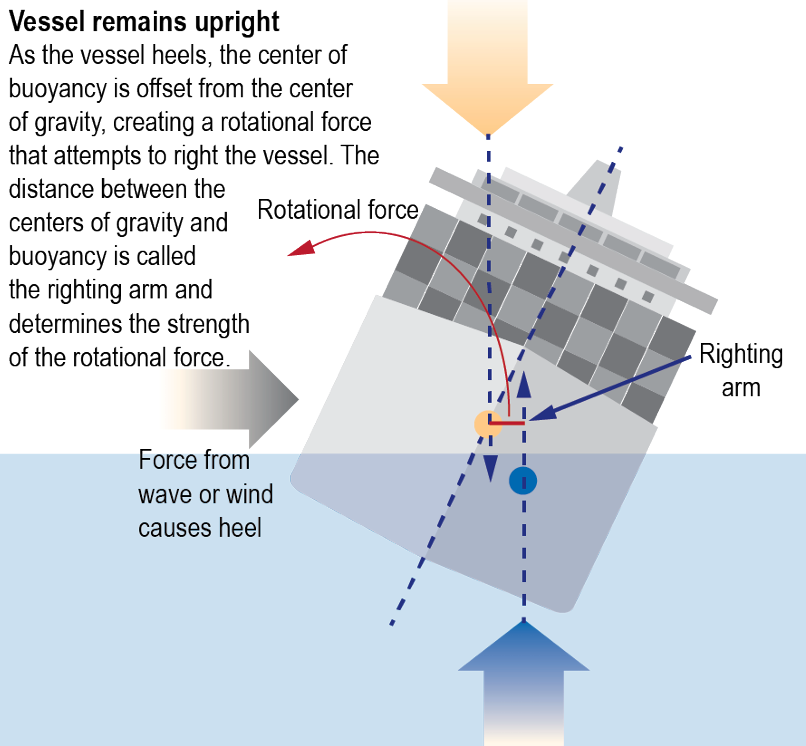 Vessel remains upright
As the vessel heels, the center of
buoyancy is offset from the center
of gravity, creating a rotational force
that attempts to right the vessel. The
distance between the
centers of gravity and
buoyancy is called
the righting arm and
determines the strength
of the rotational force.
Rotational force
Righting
arm
Force from
wave or wind
causes heel